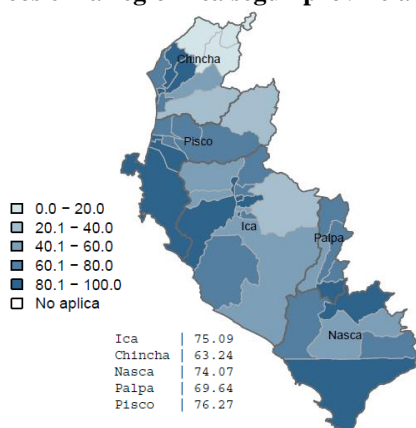 Chincha
Pisco
Ica
Palpa
Nasca
0.0 – 20.0
20.1 – 40.0
40.1 – 60.0
60.1 – 80.0
80.1 – 100.0
No aplica
Ica | 75.09
Chincha | 63.24
Nasca | 74.07
Palpa | 69.64
Pisco | 76.27